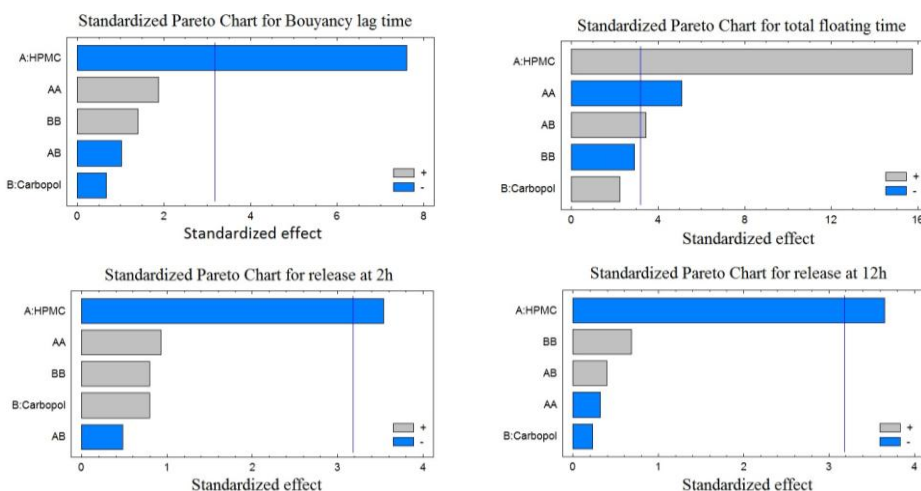 Standardized Pareto Chart for Bouyancy lag time
A:HPMC
AA
BB
AB
B:Carbopol
+
-
0 2 4 6 8
Standardized effect
Standardized Pareto Chart for total floating time
A:HPMC
AA
AB
BB
B:Carbopol
+
-
0 4 8 12 16
Standardized effect
Standardized Pareto Chart for release at 2h
A:HPMC
AA
BB
B:Carbopol
AB
+
-
0 1 2 3 4
Standardized effect
Standardized Pareto Chart for release at 12h
A:HPMC
BB
AB
AA
B:Carbopol
+
-
0 1 2 3 4
Standardized effect